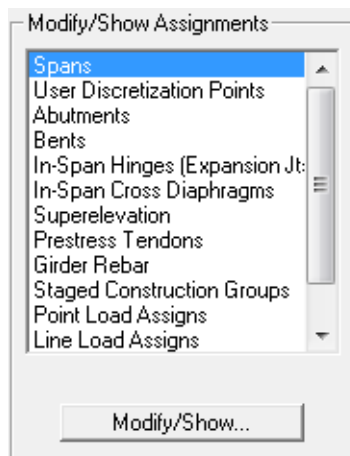 Modify/Show Assignments
Spans
User Discretization Points
Abutments
Bents
In-Span Hinges (Expansion Jt:
In-Span Cross Diaphragms
Superelevation
Prestress Tendons
Girder Rebar
Staged Construction Groups
Point Load Assigns
Line Load Assigns
Modify/Show...